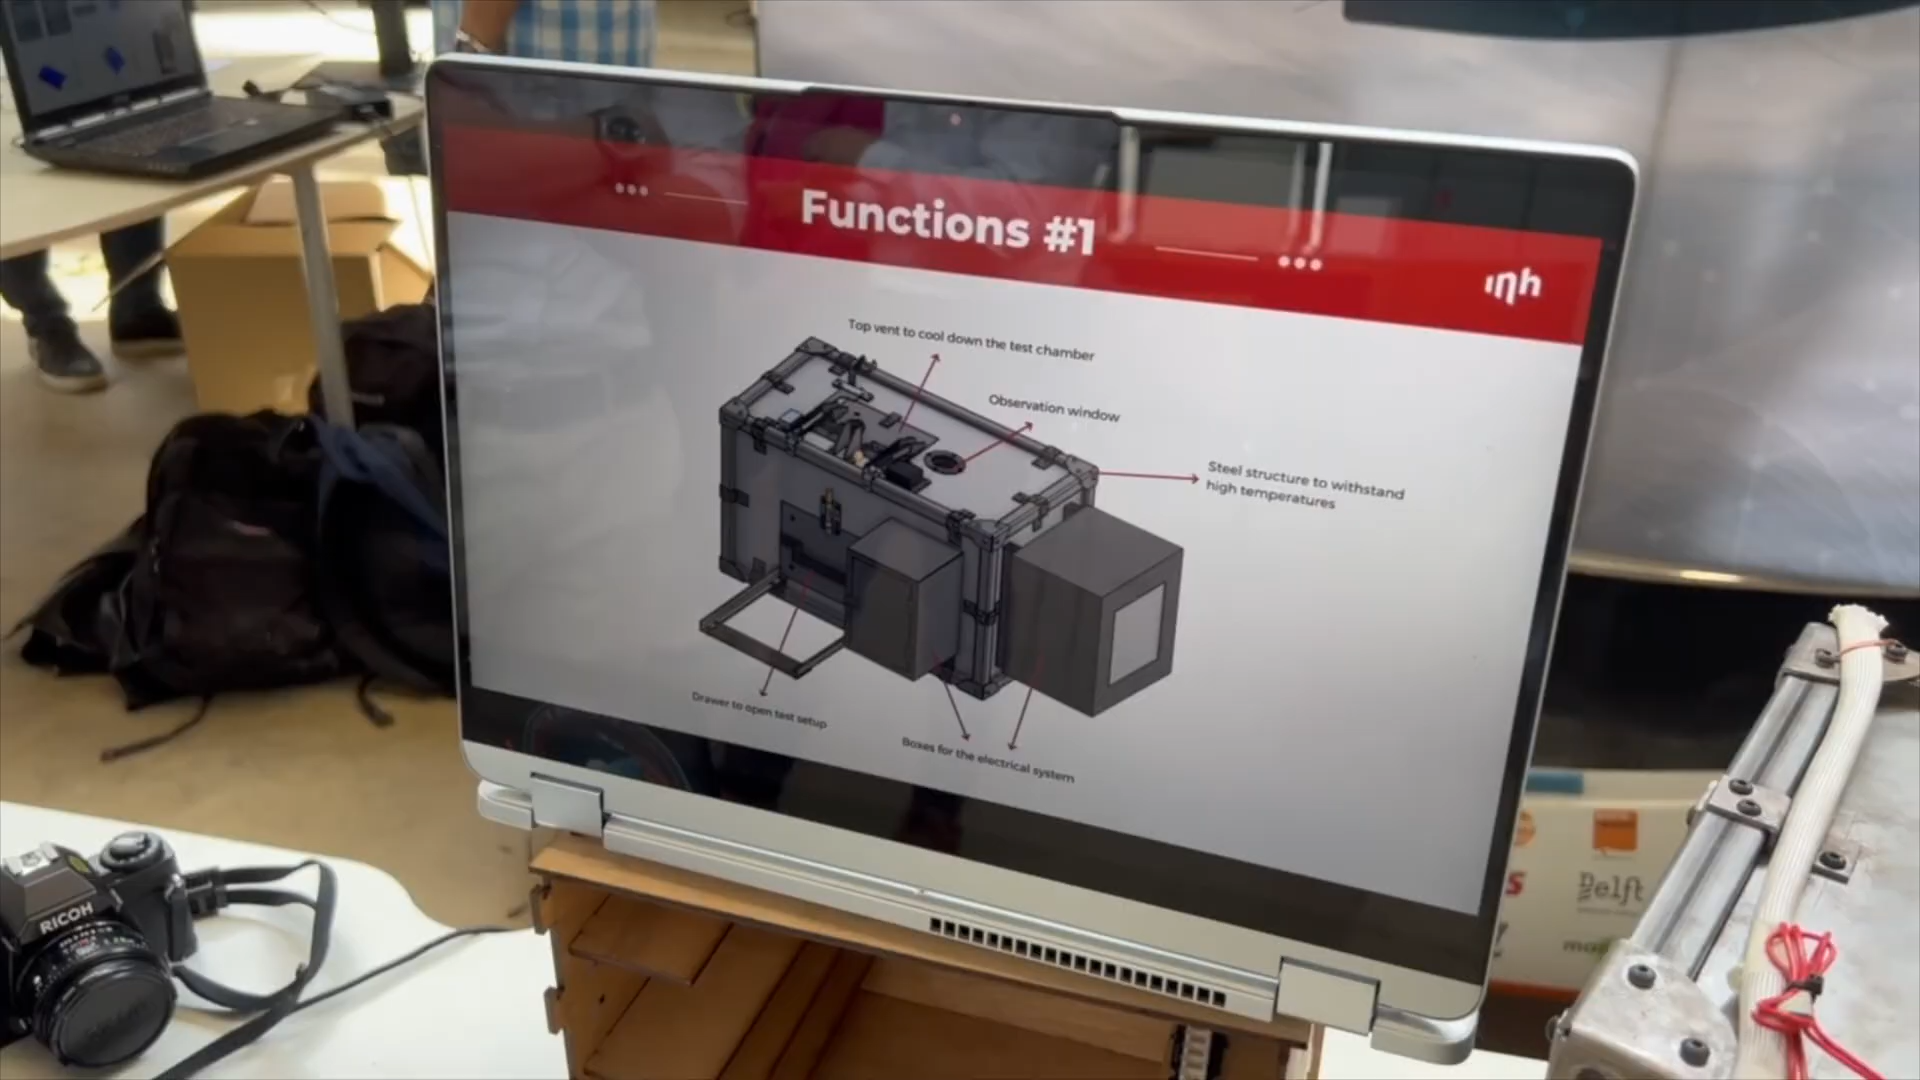 Functions #1
Top vent to cool down the test chamber
Observation window
Steel structure to withstand
high temperatures
Drawer to open test setup
Boxes for the electrical system
RICOH
Delft